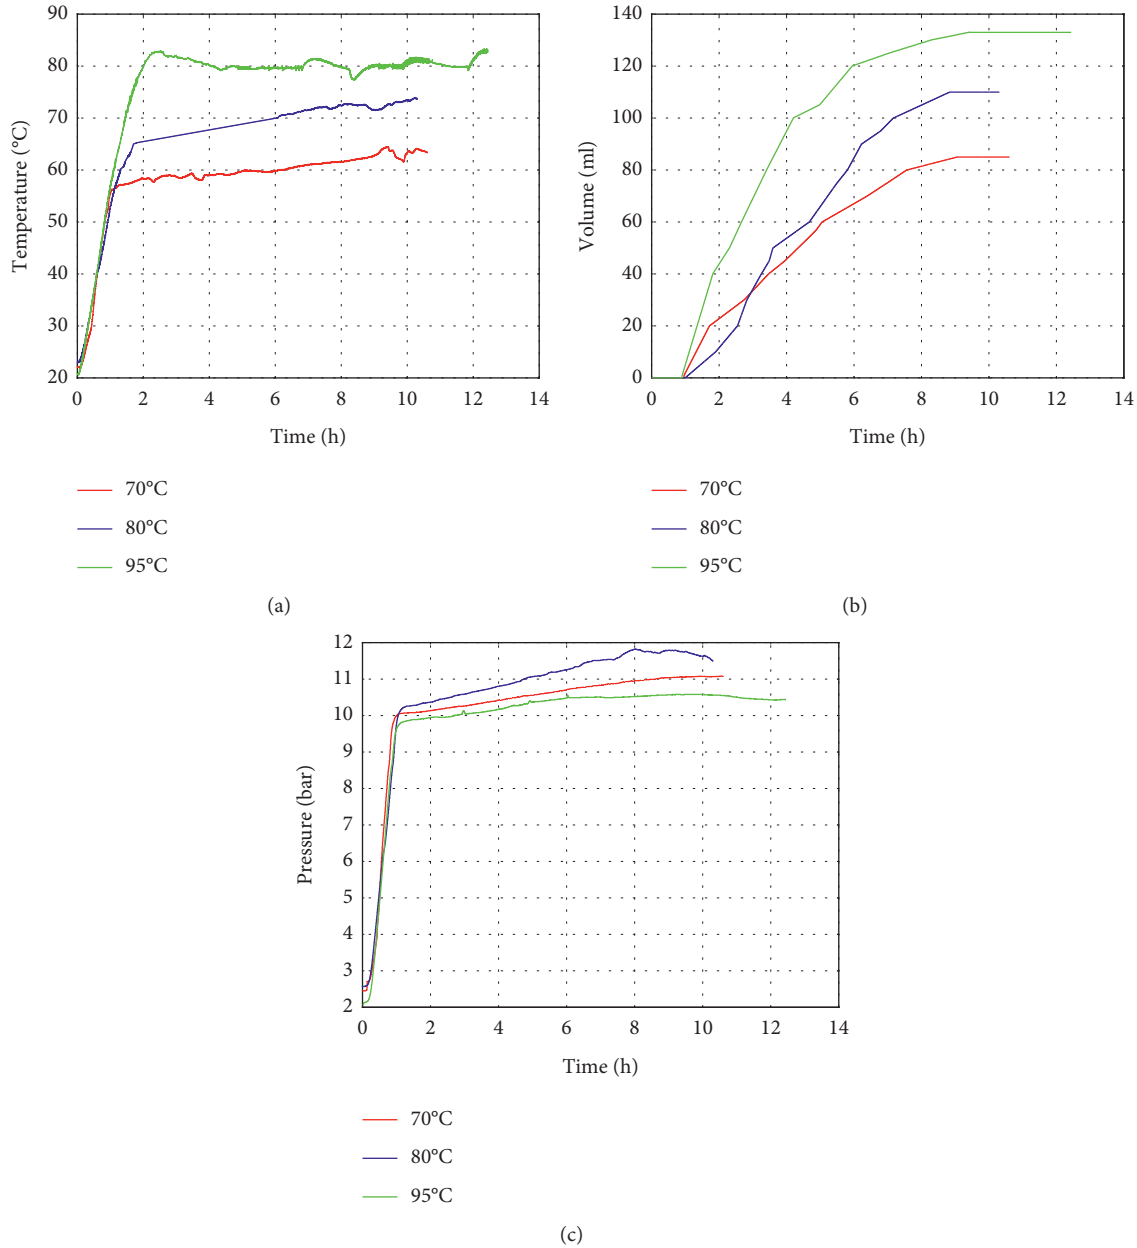 90
80
70
60
50
40
30
20
Temperature (°C)
0 2 4 6 8 10 12 14
Time (h)
70°C
80°C
95°C
(a)
140
120
100
80
60
40
20
0
Volume (ml)
0 2 4 6 8 10 12 14
Time (h)
70°C
80°C
95°C
(b)
12
11
10
9
8
7
6
5
4
3
2
Pressure (bar)
0 2 4 6 8 10 12 14
Time (h)
70°C
80°C
95°C
(c)